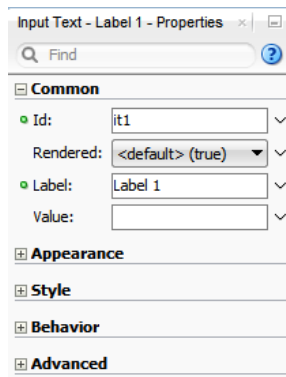 Input Text - Label 1 - Properties
Find
Common
Id: it1
Rendered: <default> (true)
Label: Label 1
Value:
Appearance
Style
Behavior
Advanced